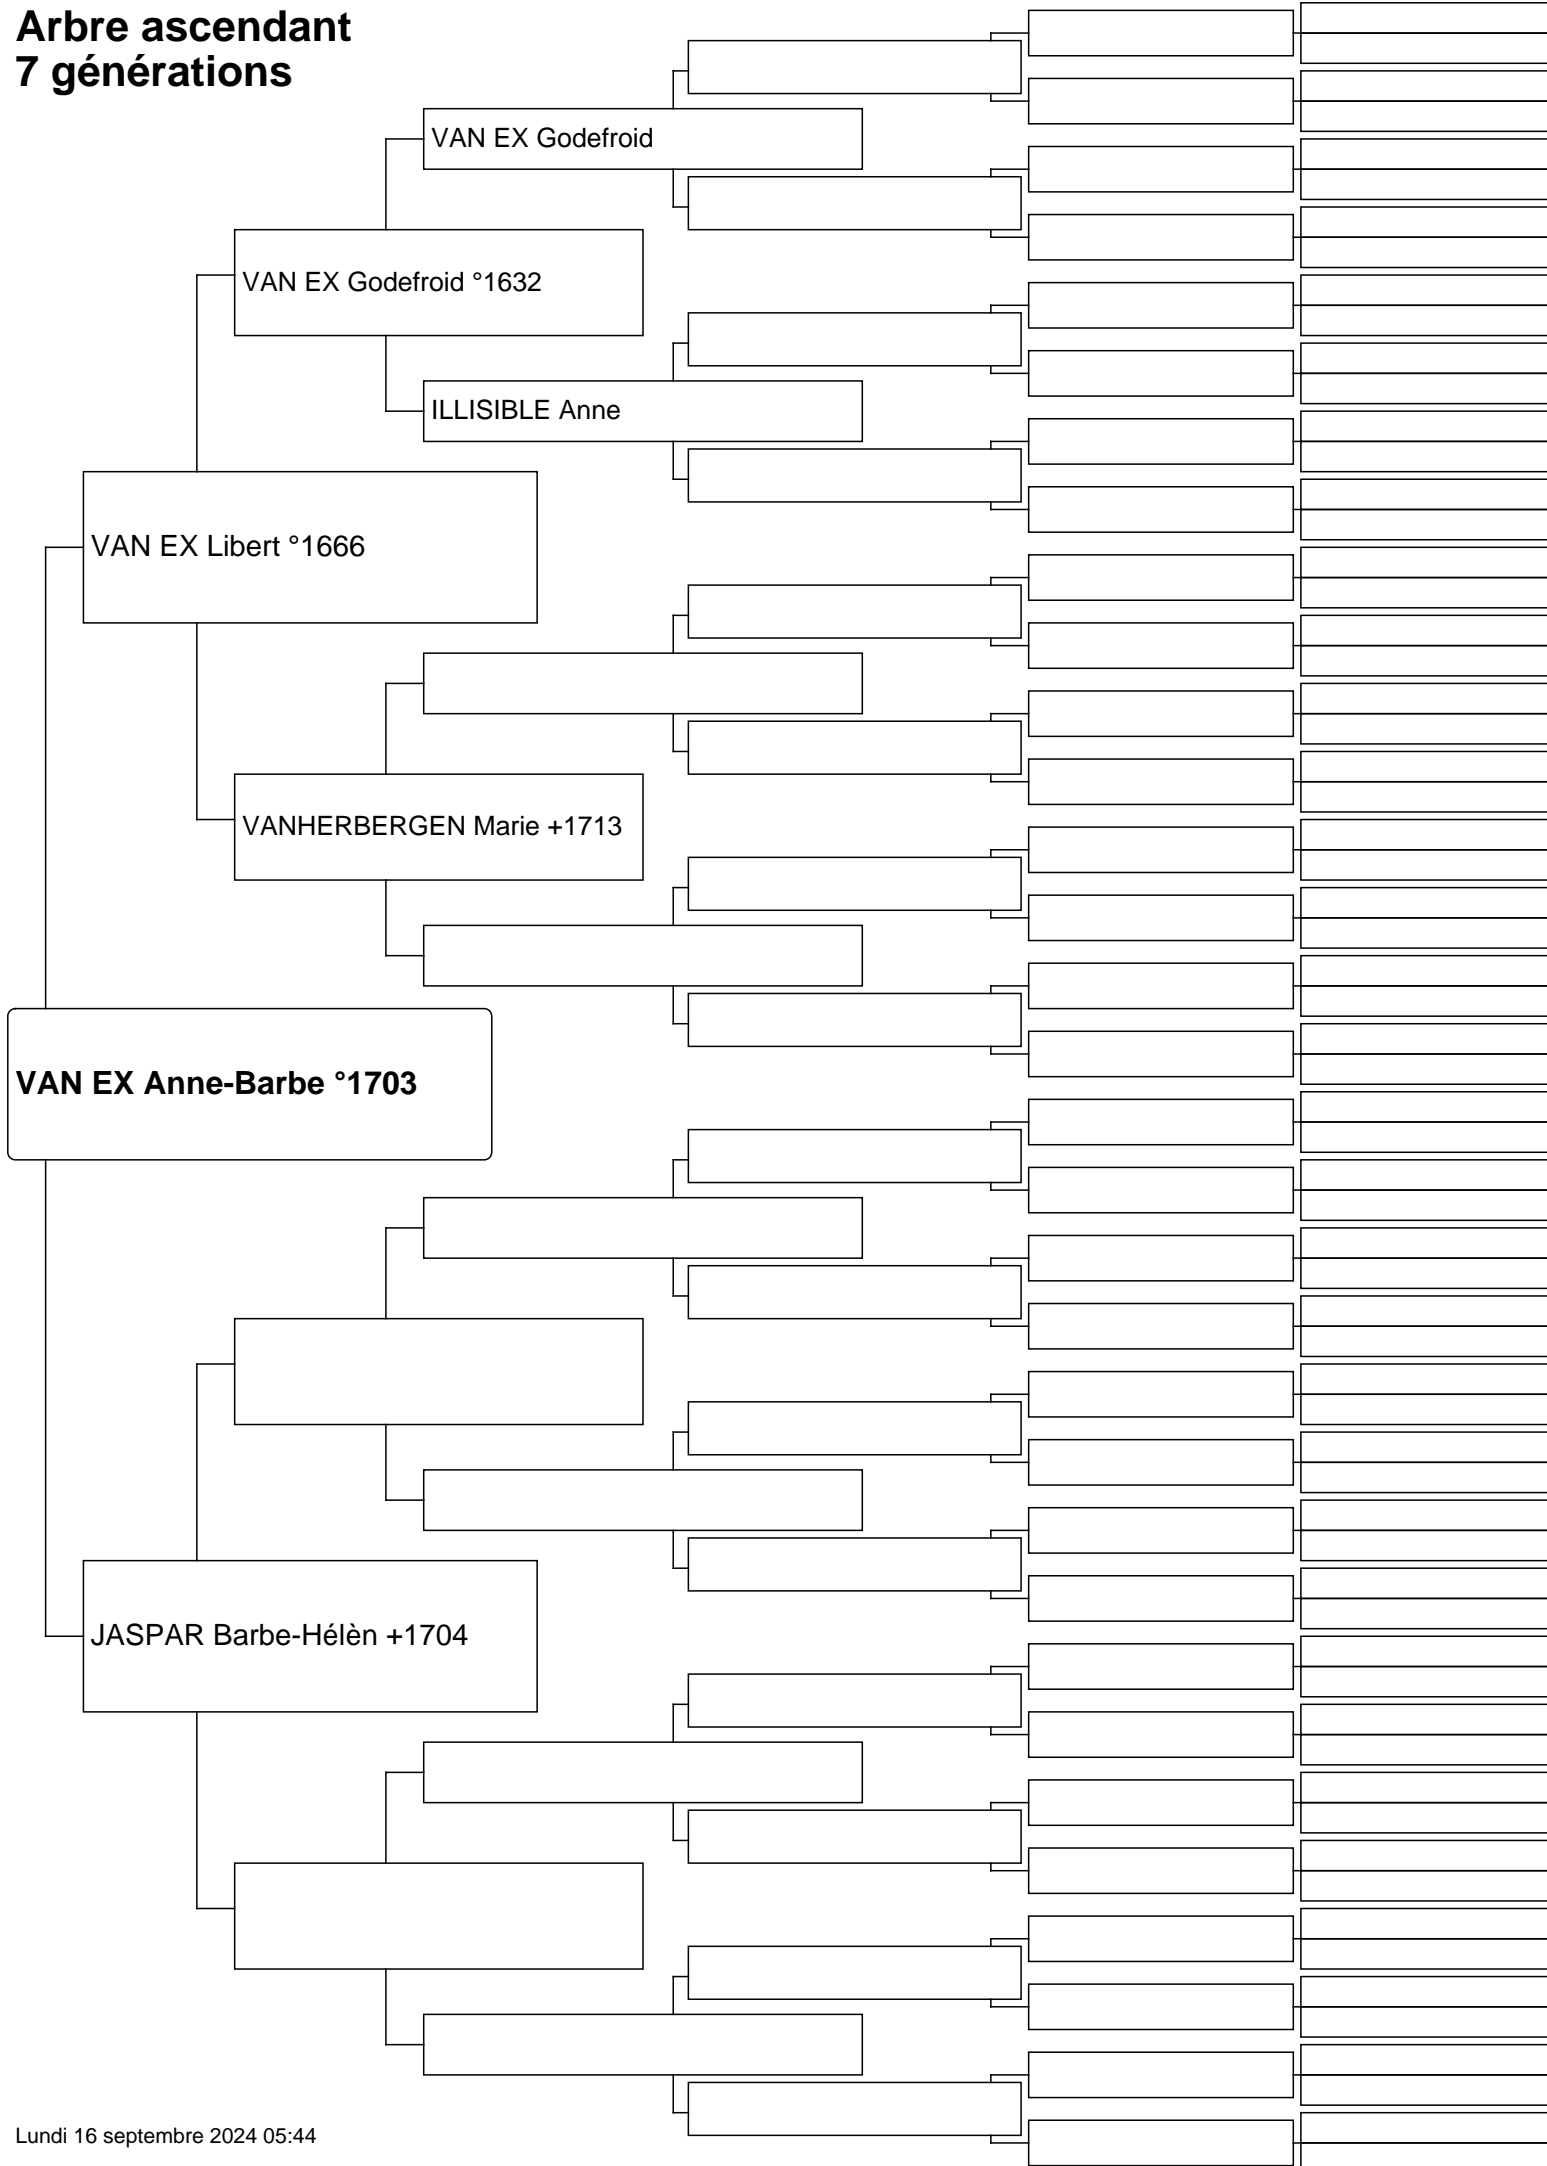 Arbre ascendant
7 générations
VAN EX Godefroid
VAN EX Godefroid °1632
ILLISIBLE Anne
VAN EX Libert °1666
VANHERBERGEN Marie +1713
VAN EX Anne-Barbe °1703
JASPAR Barbe-Hélèn +1704
Lundi 16 septembre 2024 05:44